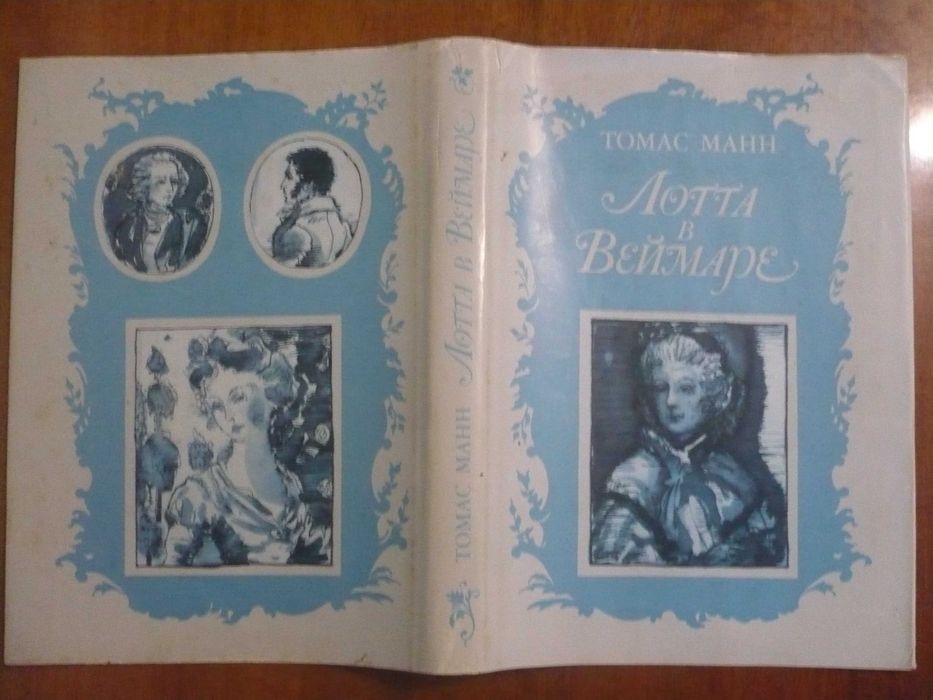 ТОМАС МАНН
ЛОТТА
В
ВЕЙМАРЕ
ТОМАС МАНН ЛОТТА В ВЕЙМАРЕ